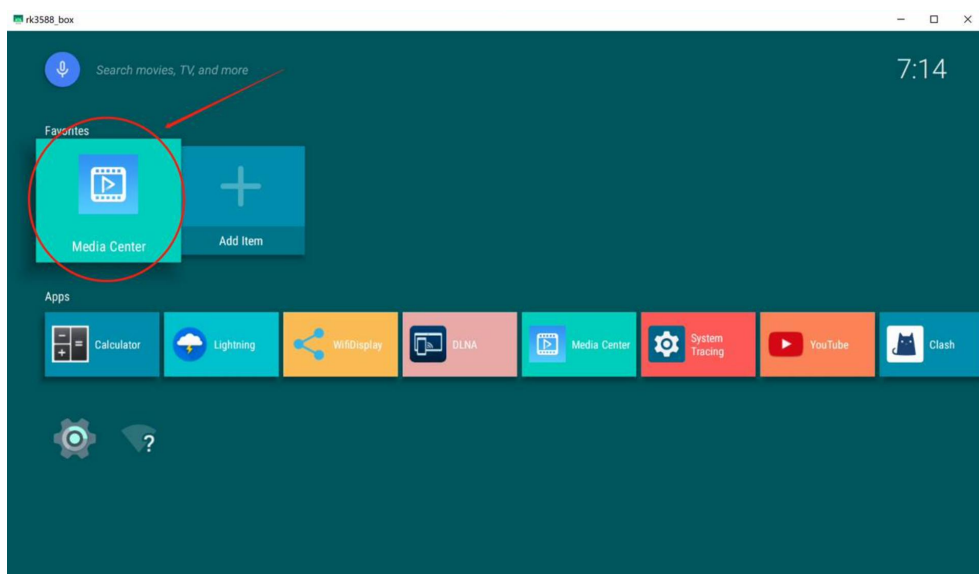 rk3588_box
Search movies, TV, and more
7:14
Favorites
Media Center
Add Item
Apps
Calculator
Lightning
WifiDisplay
DLNA
Media Center
System
Tracing
YouTube
Clash
?